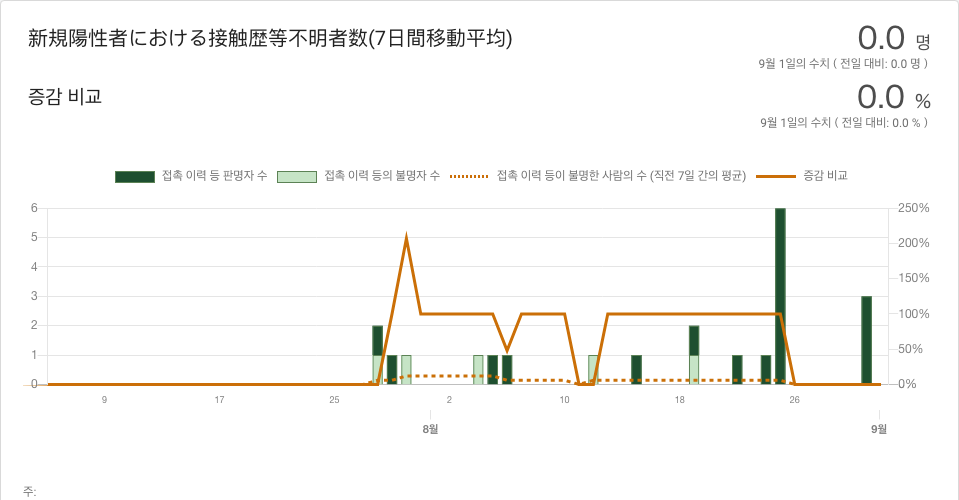 新規陽性者における接触歴等不明者数(7日間移動平均)
0.0 명
9월 1일의 수치 ( 전일 대비: 0.0 명 )
증감 비교
0.0 %
9월 1일의 수치 ( 전일 대비: 0.0 % )
접촉 이력 등 판명자 수 접촉 이력 등의 불명자 수 접촉 이력 등이 불명한 사람의 수 (직전 7일 간의 평균) 증감 비교
6 250%
5 200%
4 150%
3 100%
2 50%
1 0%
0
9 17 25 2 10 18 26
8월 9월
주: